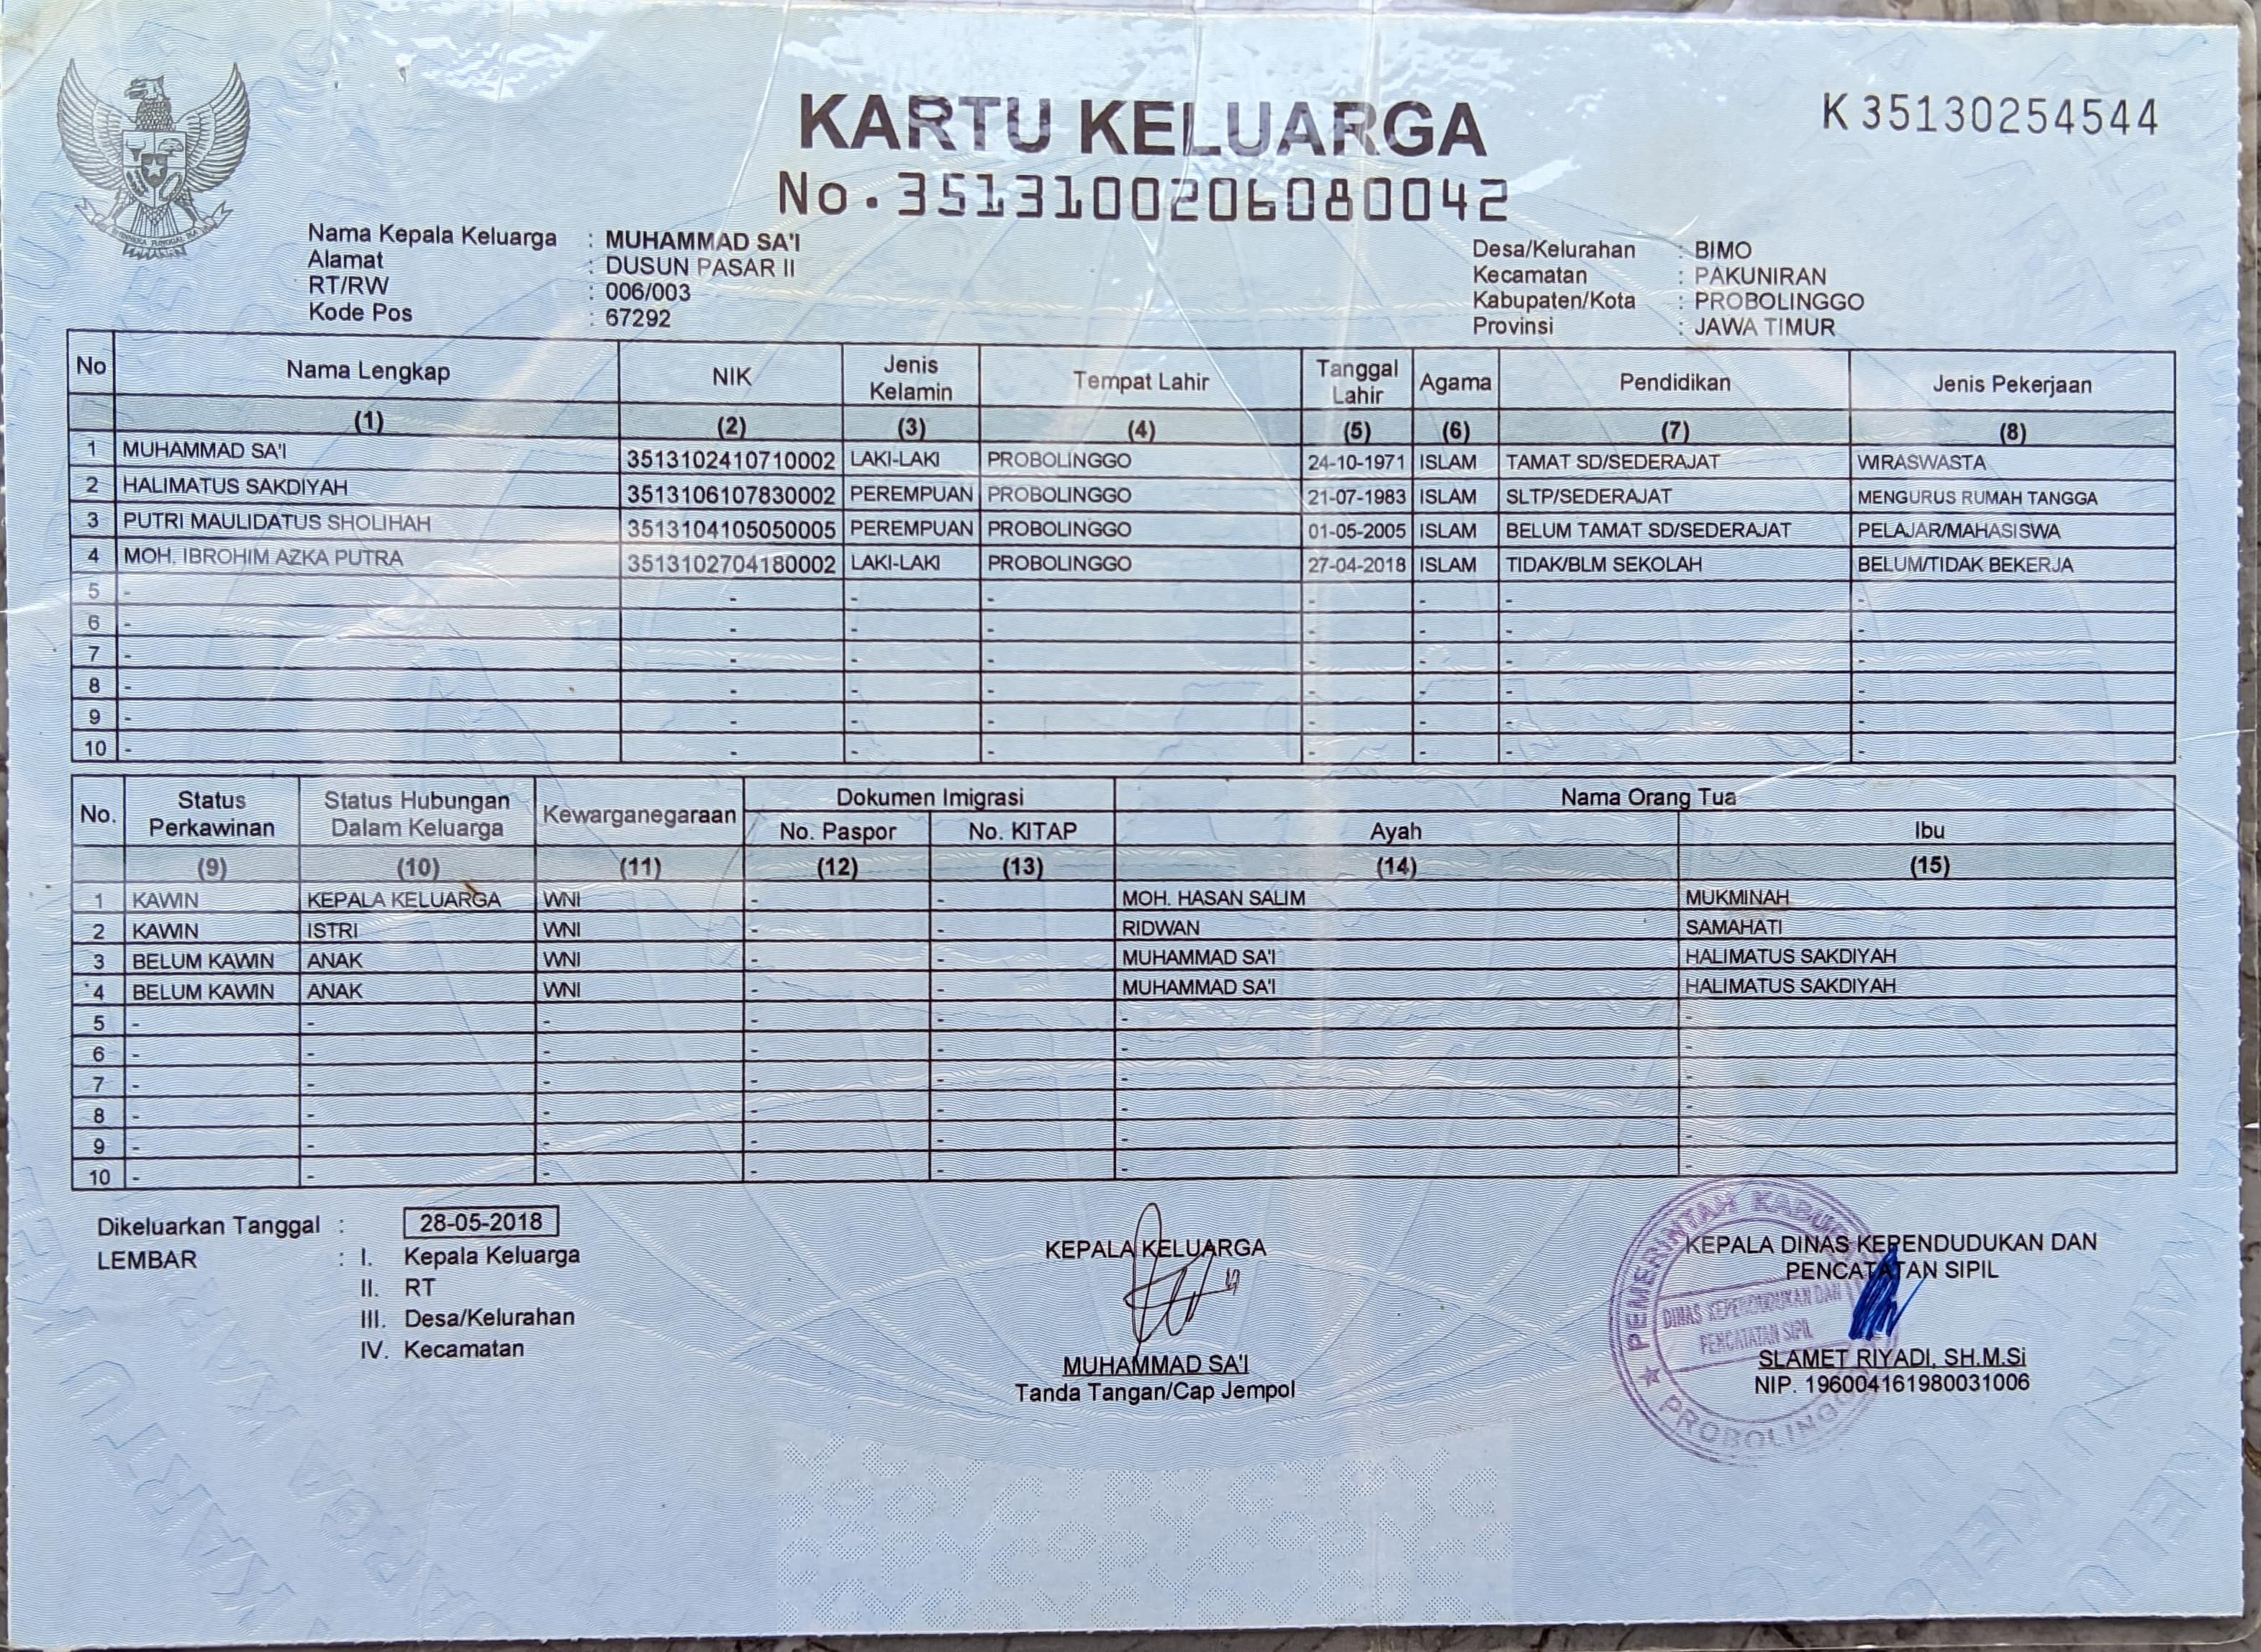 KARTU KELUARGA
K 35130254544
No. 3513100206080042
Nama Kepala Keluarga : MUHAMMAD SA'I
Alamat : DUSUN PASAR II
RT/RW : 006/003
Kode Pos : 67292
Desa/Kelurahan : BIMO
Kecamatan : PAKUNIRAN
Kabupaten/Kota : PROBOLINGGO
Provinsi : JAWA TIMUR
No Nama Lengkap NIK Jenis Kelamin Tempat Lahir Tanggal Lahir Agama Pendidikan Jenis Pekerjaan
(1) (2) (3) (4) (5) (6) (7) (8)
1 MUHAMMAD SA'I 3513102410710002 LAKI-LAKI PROBOLINGGO 24-10-1971 ISLAM TAMAT SD/SEDERAJAT WIRASWASTA
2 HALIMATUS SAKDIYAH 3513106107830002 PEREMPUAN PROBOLINGGO 21-07-1983 ISLAM SLTP/SEDERAJAT MENGURUS RUMAH TANGGA
3 PUTRI MAULIDATUS SHOLIHAH 3513104105050005 PEREMPUAN PROBOLINGGO 01-05-2005 ISLAM BELUM TAMAT SD/SEDERAJAT PELAJAR/MAHASISWA
4 MOH. IBROHIM AZKA PUTRA 3513102704180002 LAKI-LAKI PROBOLINGGO 27-04-2018 ISLAM TIDAK/BLM SEKOLAH BELUM/TIDAK BEKERJA
5 - - - - - - - -
6 - - - - - - - -
7 - - - - - - - -
8 - - - - - - - -
9 - - - - - - - -
10 - - - - - - - -
No. Status Perkawinan Status Hubungan Dalam Keluarga Kewarganegaraan Dokumen Imigrasi Nama Orang Tua
No. Paspor No. KITAP Ayah Ibu
(9) (10) (11) (12) (13) (14) (15)
1 KAWIN KEPALA KELUARGA WNI - - MOH. HASAN SALIM MUKMINAH
2 KAWIN ISTRI WNI - - RIDWAN SAMAHATI
3 BELUM KAWIN ANAK WNI - - MUHAMMAD SA'I HALIMATUS SAKDIYAH
4 BELUM KAWIN ANAK WNI - - MUHAMMAD SA'I HALIMATUS SAKDIYAH
5 - - - - - - -
6 - - - - - - -
7 - - - - - - -
8 - - - - - - -
9 - - - - - - -
10 - - - - - - -
Dikeluarkan Tanggal : 28-05-2018
LEMBAR : I. Kepala Keluarga
II. RT
III. Desa/Kelurahan
IV. Kecamatan
KEPALA KELUARGA
MUHAMMAD SA'I
Tanda Tangan/Cap Jempol
KEPALA DINAS KEPENDUDUKAN DAN
PENCATATAN SIPIL
SLAMET RIYADI, SH.M.Si
NIP. 196004161980031006
PEMERINTAH
DINAS KEPENDUDUKAN DAN
PENCATATAN SIPIL
PROBOLINGGO